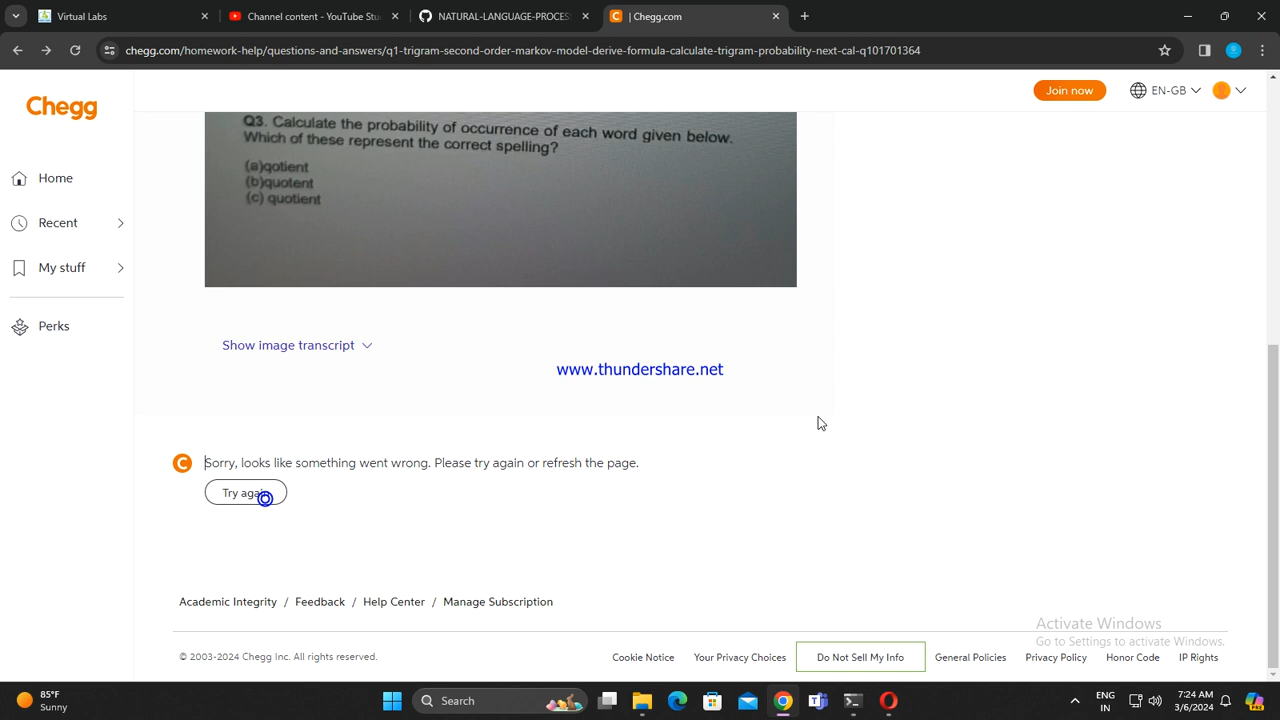 Virtual Labs
Channel content - YouTube Stu
NATURAL-LANGUAGE-PROCESS
| Chegg.com
chegg.com/homework-help/questions-and-answers/q1-trigram-second-order-markov-model-derive-formula-calculate-trigram-probability-next-cal-q101701364
Chegg
Join now
EN-GB
Home
Recent
My stuff
Perks
Q3. Calculate the probability of occurrence of each word given below.
Which of these represent the correct spelling?
(a)qotient
(b)quotent
(c) quotient
Show image transcript
www.thundershare.net
Sorry, looks like something went wrong. Please try again or refresh the page.
Try again
Academic Integrity / Feedback / Help Center / Manage Subscription
Activate Windows
Go to Settings to activate Windows.
© 2003-2024 Chegg Inc. All rights reserved.
Cookie Notice
Your Privacy Choices
Do Not Sell My Info
General Policies
Privacy Policy
Honor Code
IP Rights
85°F
Sunny
Search
ENG
IN
7:24 AM
3/6/2024